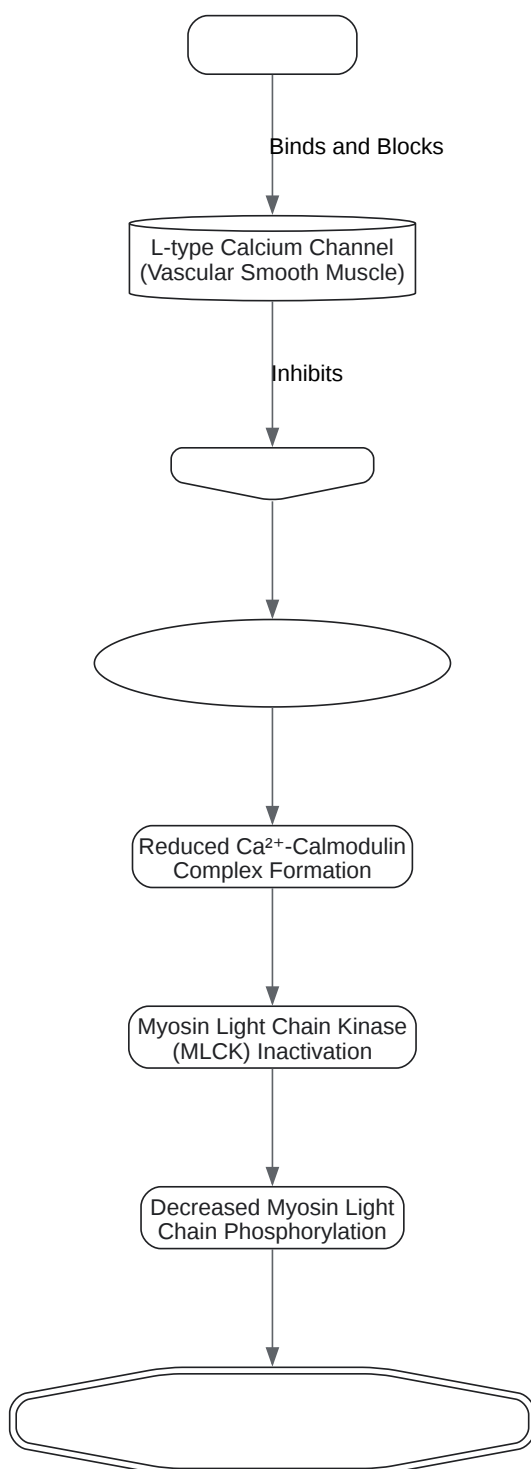 Binds and Blocks
L-type Calcium Channel
(Vascular Smooth Muscle)
Inhibits
Reduced Ca²⁺-Calmodulin
Complex Formation
Myosin Light Chain Kinase
(MLCK) Inactivation
Decreased Myosin Light
Chain Phosphorylation